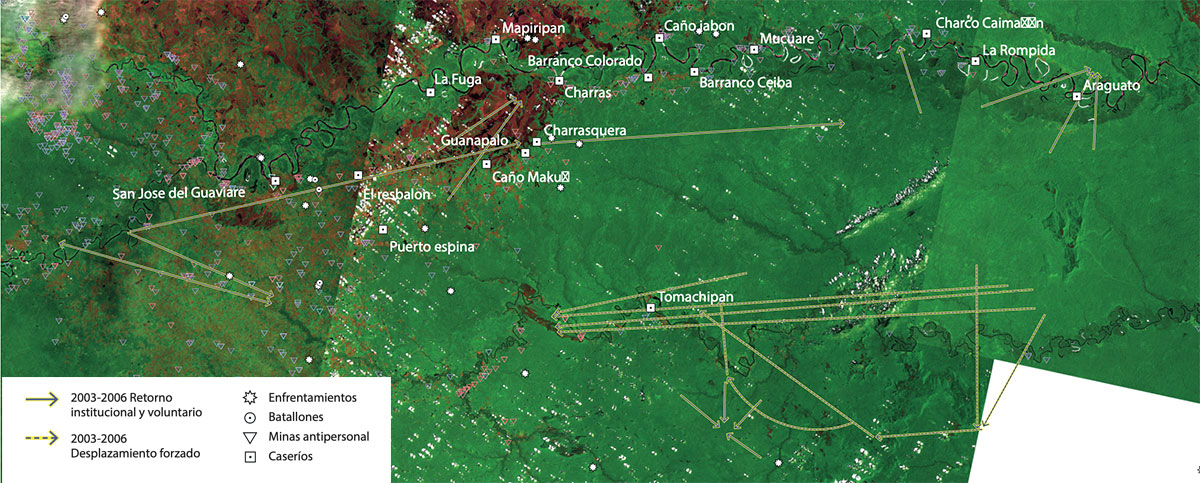 Mapiripan
Caño jabon
Charco Caima☒☒n
Mucuare
La Rompida
Barranco Colorado
La Fuga
Charras
Barranco Ceiba
Araguato
Charrasquera
Guanapalo
Caño Maku☒
San Jose del Guaviare
El resbalon
Puerto espina
Tomachipan
2003-2006 Retorno
institucional y voluntario
2003-2006
Desplazamiento forzado
Enfrentamientos
Batallones
Minas antipersonal
Caseríos